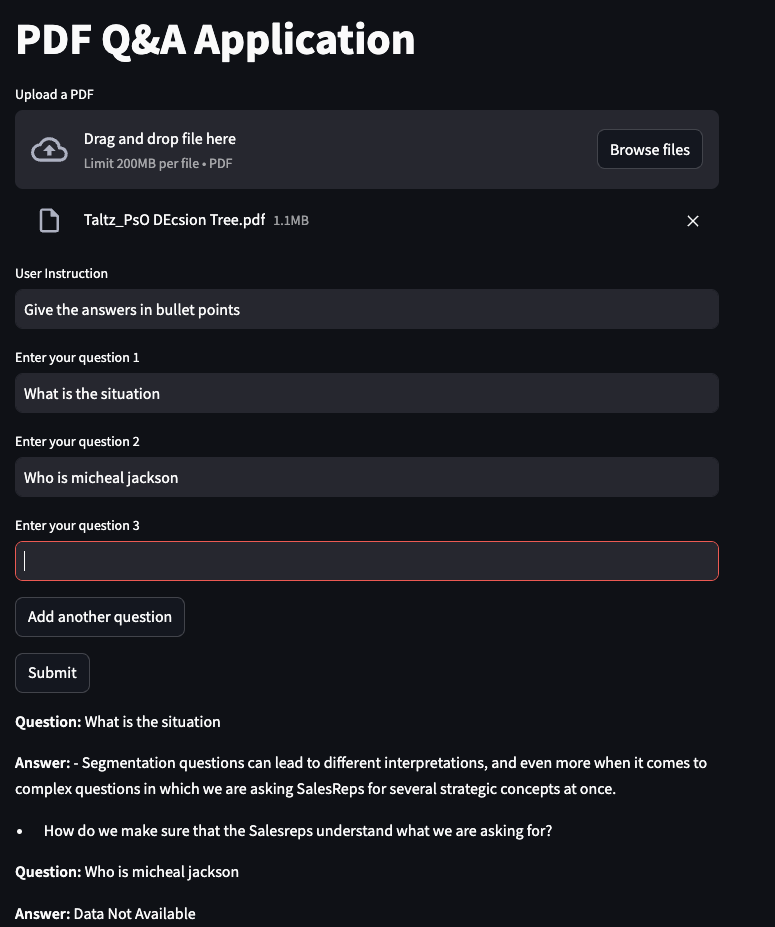 PDF Q&A Application
Upload a PDF
Drag and drop file here
Limit 200MB per file • PDF
Browse files
Taltz_PsO DEcsion Tree.pdf 1.1MB
User Instruction
Give the answers in bullet points
Enter your question 1
What is the situation
Enter your question 2
Who is micheal jackson
Enter your question 3
Add another question
Submit
Question: What is the situation
Answer: - Segmentation questions can lead to different interpretations, and even more when it comes to
complex questions in which we are asking SalesReps for several strategic concepts at once.
• How do we make sure that the Salesreps understand what we are asking for?
Question: Who is micheal jackson
Answer: Data Not Available